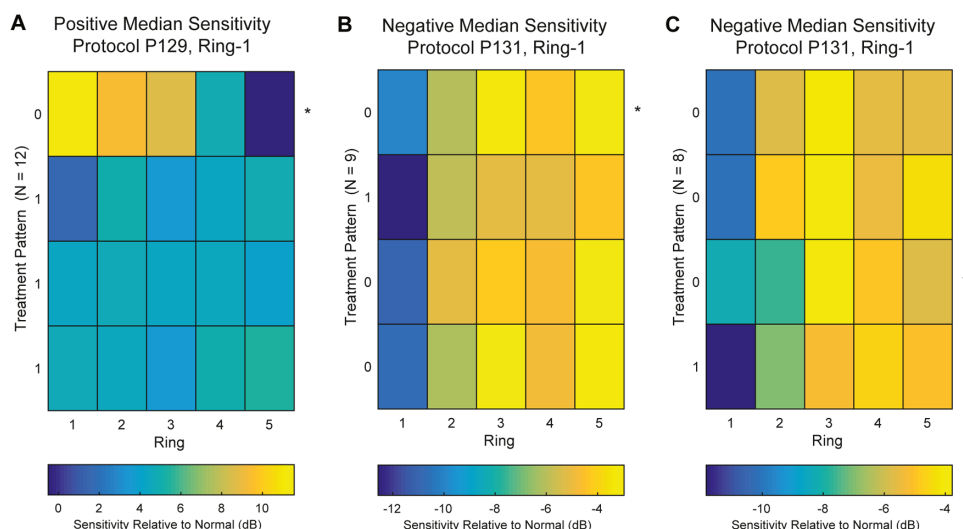 A
Positive Median Sensitivity
Protocol P129, Ring-1
Treatment Pattern (N = 12)
0
*
1
1
1
1 2 3 4 5
Ring
0 2 4 6 8 10
Sensitivity Relative to Normal (dB)
B
Negative Median Sensitivity
Protocol P131, Ring-1
Treatment Pattern (N = 9)
0
*
1
0
0
1 2 3 4 5
Ring
-12 -10 -8 -6 -4
Sensitivity Relative to Normal (dB)
C
Negative Median Sensitivity
Protocol P131, Ring-1
Treatment Pattern (N = 8)
0
0
0
1
1 2 3 4 5
Ring
-10 -8 -6 -4
Sensitivity Relative to Normal (dB)